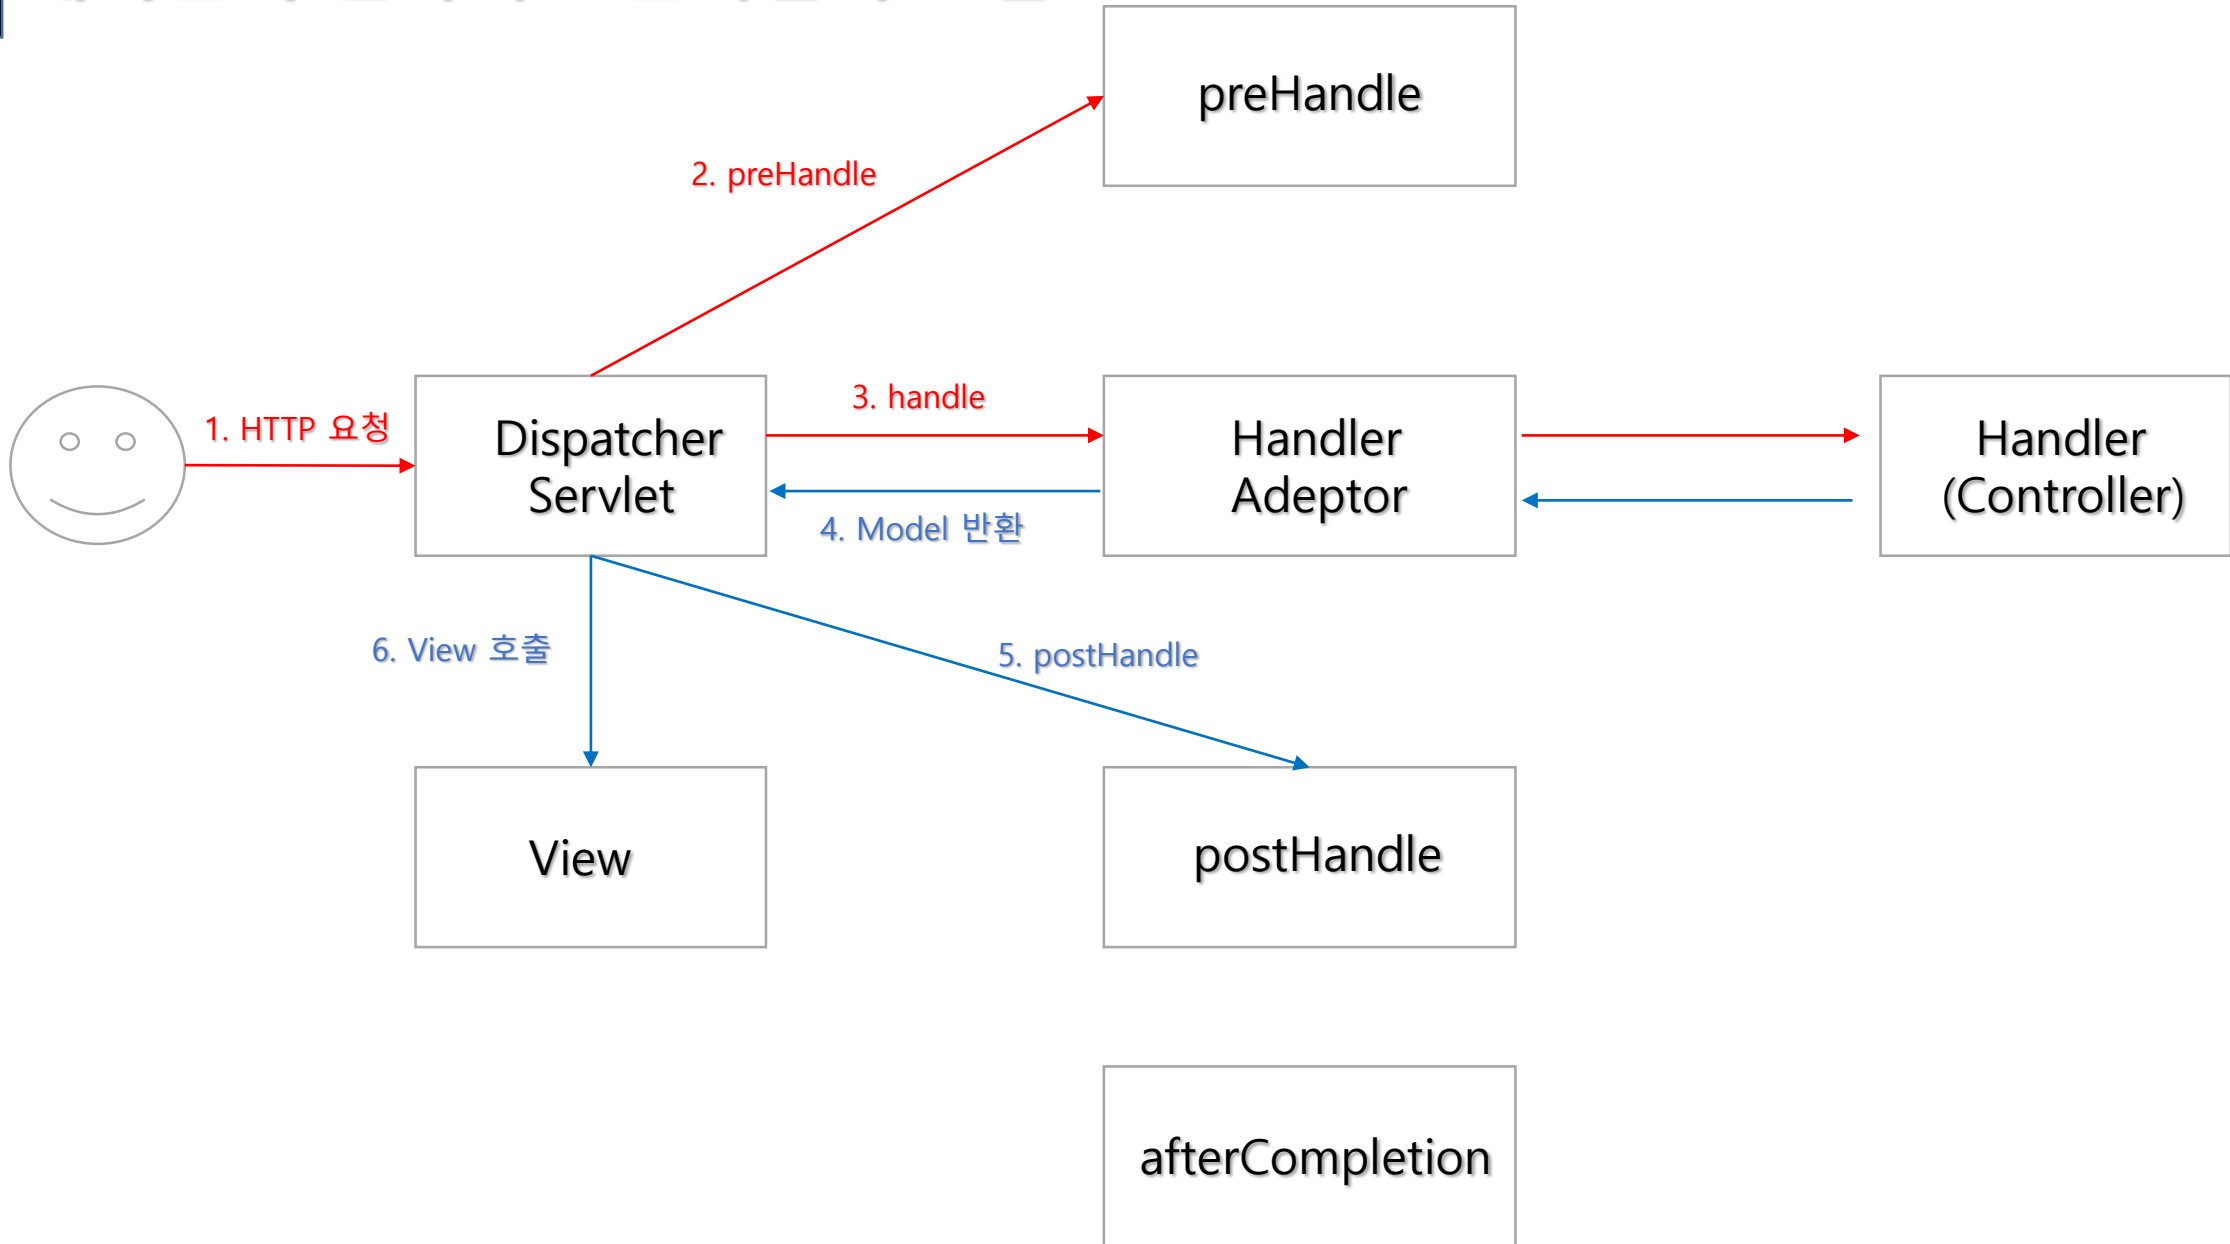 preHandle
2. preHandle
1. HTTP 요청
Dispatcher
Servlet
3. handle
4. Model 반환
Handler
Adeptor
Handler
(Controller)
6. View 호출
5. postHandle
View
postHandle
afterCompletion